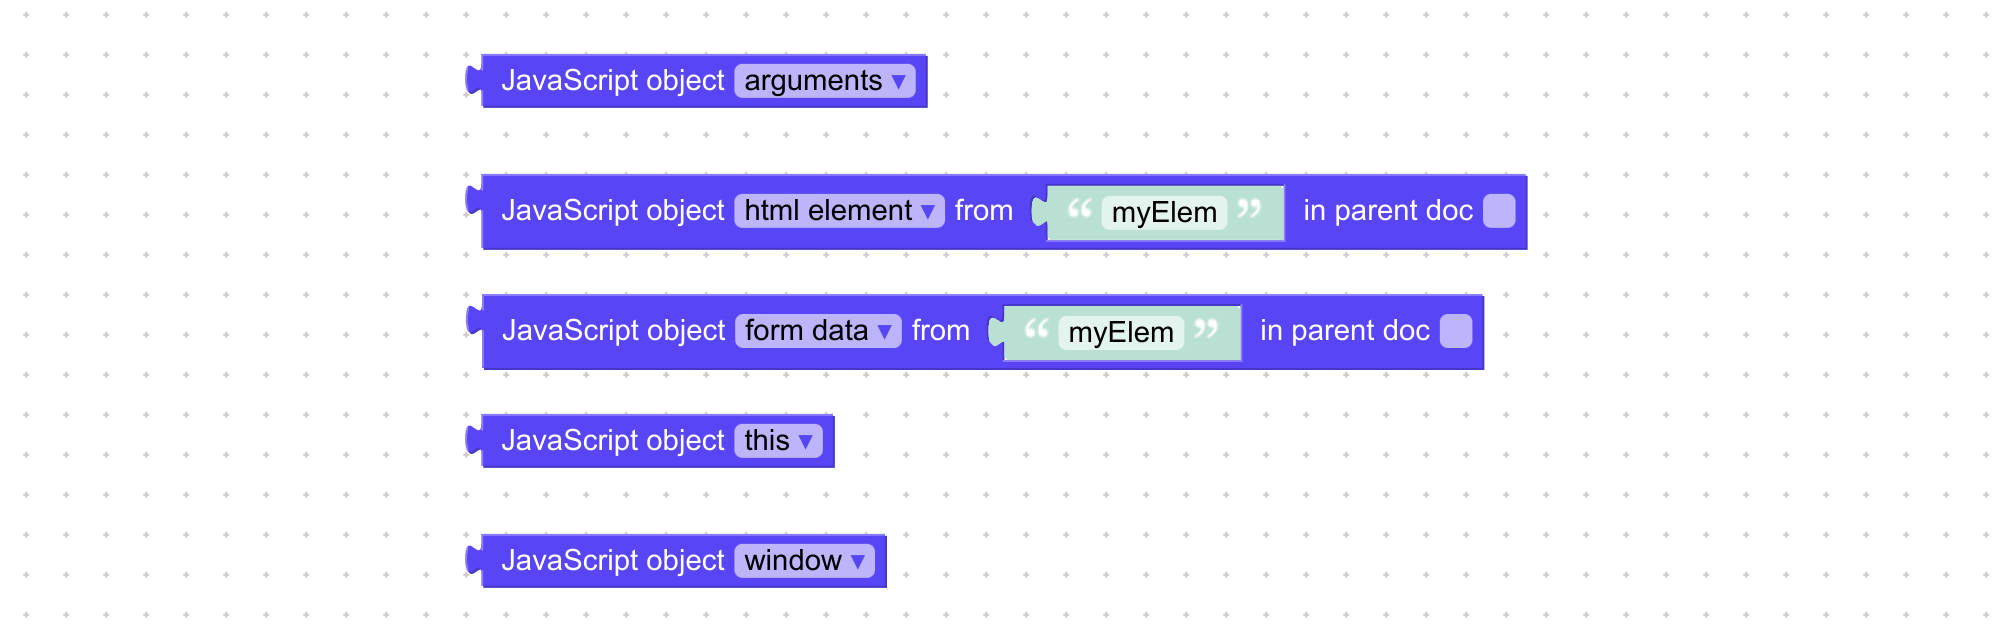 JavaScript object arguments ▼
JavaScript object html element ▼ from “ myElem ” in parent doc
JavaScript object form data ▼ from “ myElem ” in parent doc
JavaScript object this ▼
JavaScript object window ▼